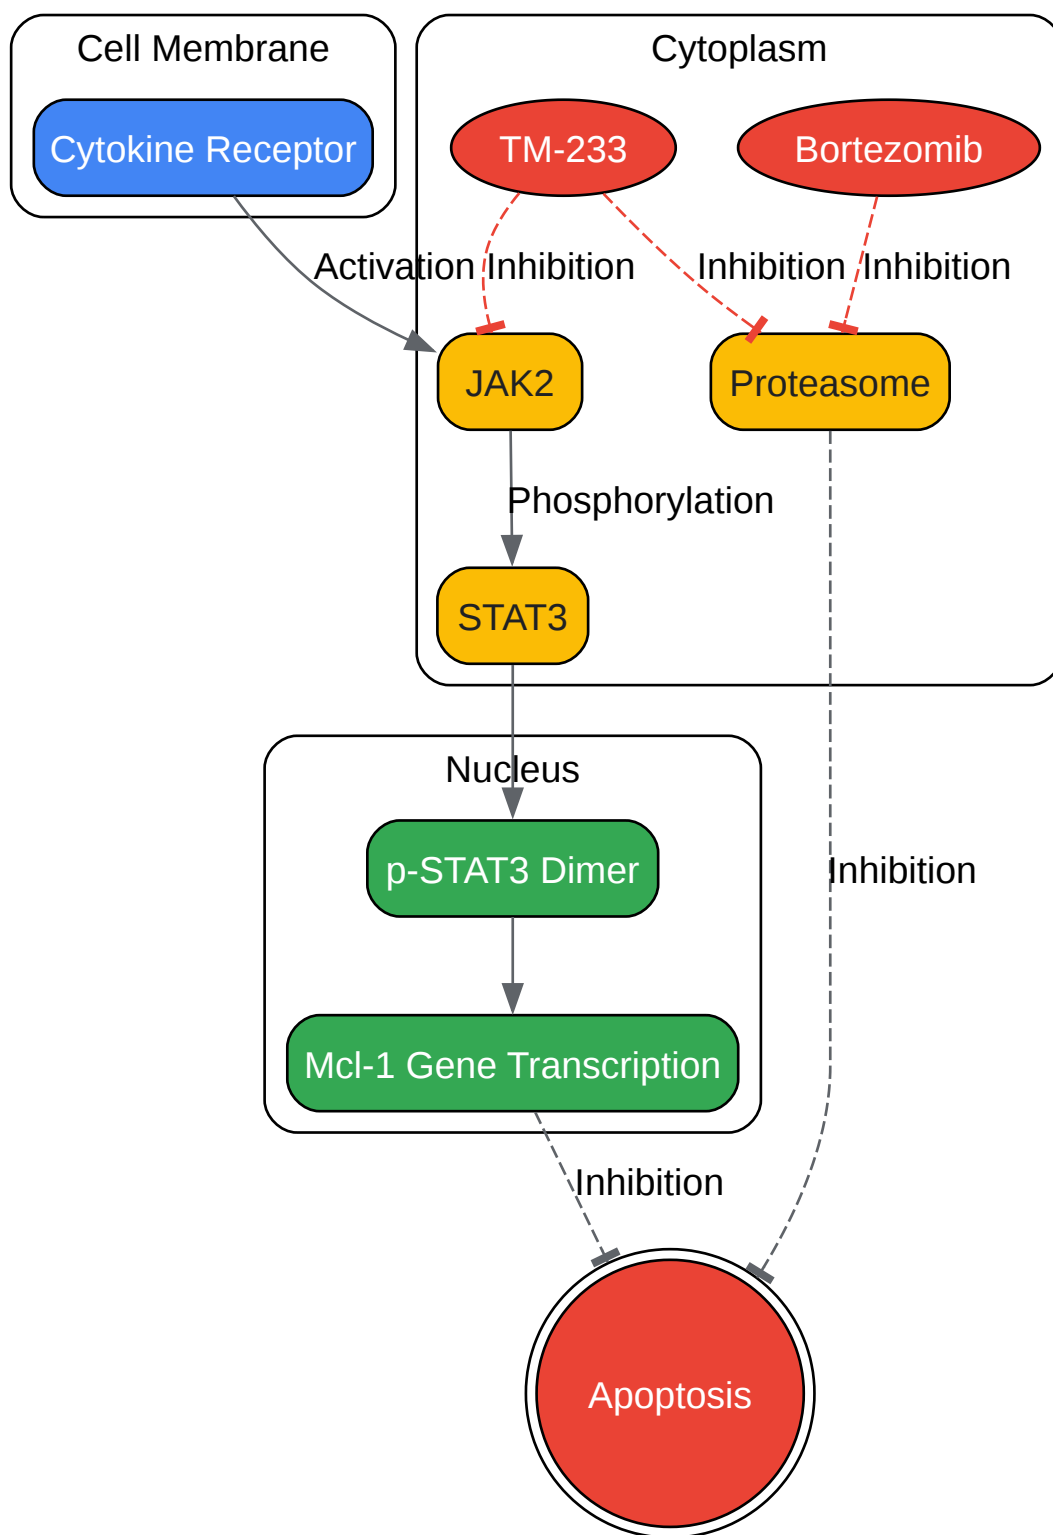 Cell Membrane
Cytoplasm
Cytokine Receptor
TM-233
Bortezomib
Activation
Inhibition
Inhibition
Inhibition
JAK2
Proteasome
Phosphorylation
STAT3
Nucleus
p-STAT3 Dimer
Inhibition
Mcl-1 Gene Transcription
Inhibition
Apoptosis